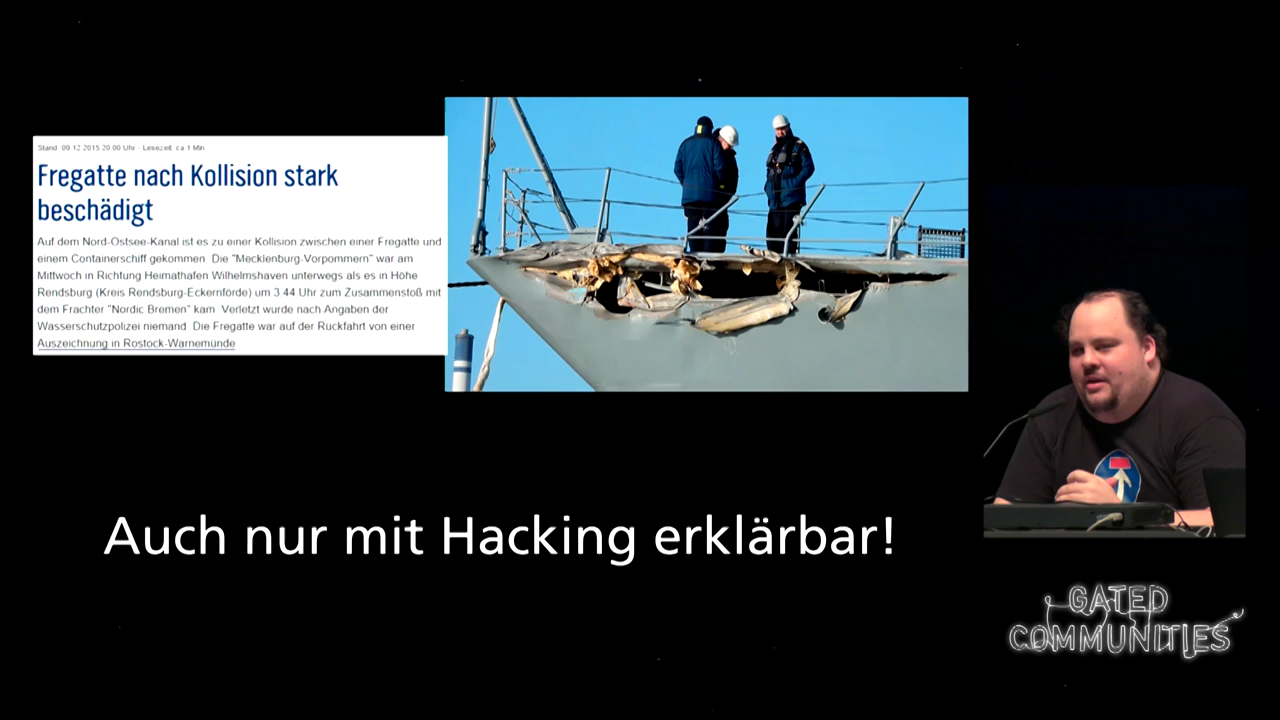 Stand: 09.12.2015 20:00 Uhr - Lesezeit: ca.1 Min.
Fregatte nach Kollision stark
beschädigt
Auf dem Nord-Ostsee-Kanal ist es zu einer Kollision zwischen einer Fregatte und
einem Containerschiff gekommen. Die "Mecklenburg-Vorpommern" war am
Mittwoch in Richtung Heimathafen Wilhelmshaven unterwegs als es in Höhe
Rendsburg (Kreis Rendsburg-Eckernförde) um 3.44 Uhr zum Zusammenstoß mit
dem Frachter "Nordic Bremen" kam. Verletzt wurde nach Angaben der
Wasserschutzpolizei niemand. Die Fregatte war auf der Rückfahrt von einer
Auszeichnung in Rostock-Warnemünde
Auch nur mit Hacking erklärbar!
GATED
COMMUNITIES